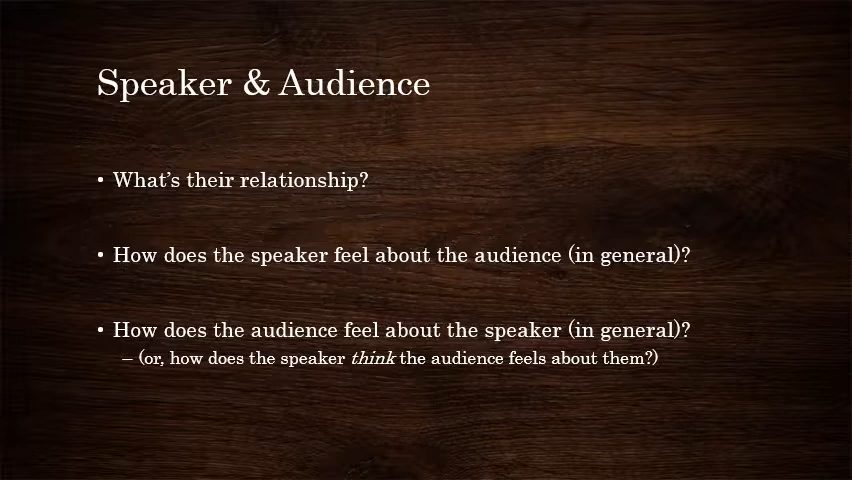 Speaker & Audience
• What’s their relationship?
• How does the speaker feel about the audience (in general)?
• How does the audience feel about the speaker (in general)?
– (or, how does the speaker think the audience feels about them?)